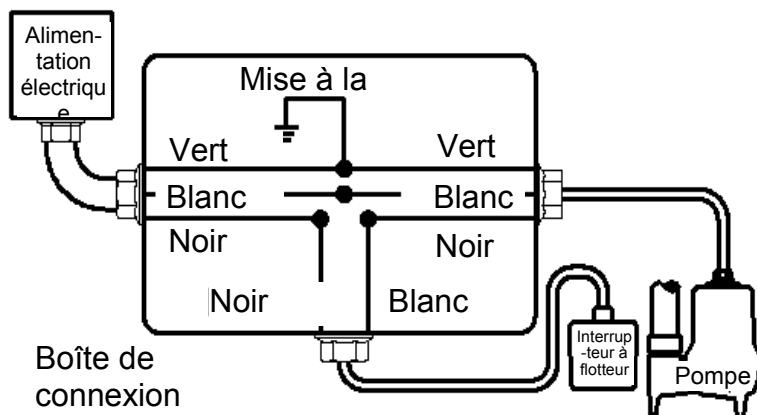 Alimen-
tation
électriqu
Mise à la
Vert
Vert
Blanc
Blanc
Noir
Noir
Noir
Blanc
Boîte de
connexion
Interrup
-teur à
flotteur
Pompe